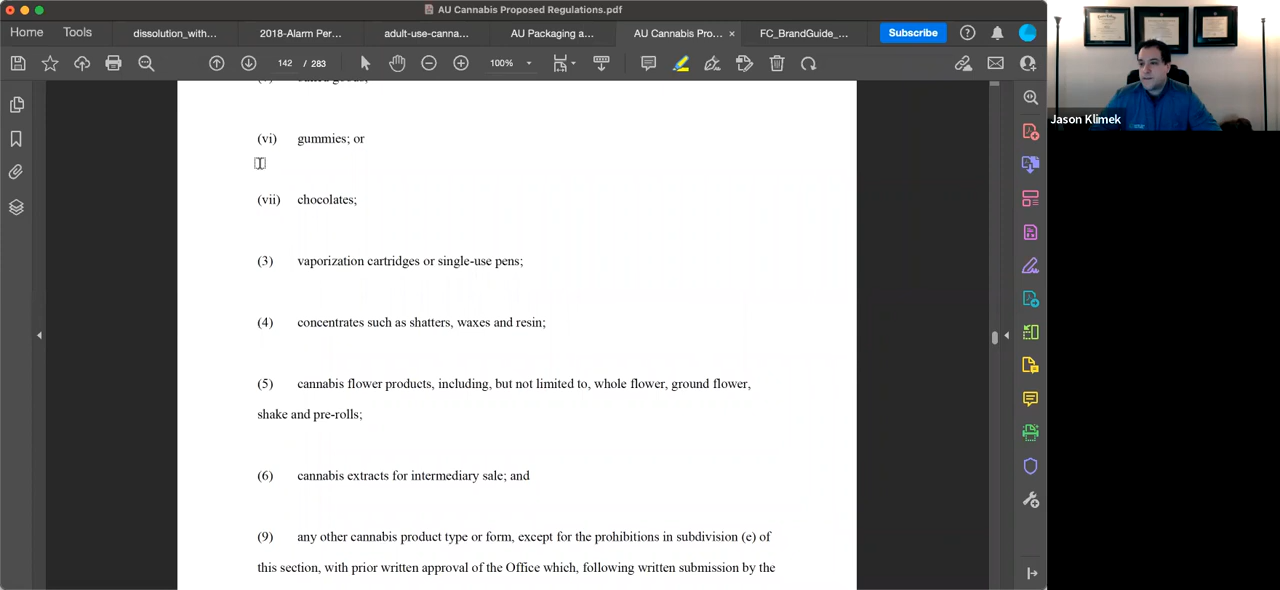 AU Cannabis Proposed Regulations.pdf
Home
Tools
dissolution_with...
2018-Alarm Per...
adult-use-canna...
AU Packaging a...
AU Cannabis Pro...
FC_BrandGuide_...
Subscribe
142 / 283
100%
Jason Klimek
(vi) gummies; or
(vii) chocolates;
(3) vaporization cartridges or single-use pens;
(4) concentrates such as shatters, waxes and resin;
(5) cannabis flower products, including, but not limited to, whole flower, ground flower,
shake and pre-rolls;
(6) cannabis extracts for intermediary sale; and
(9) any other cannabis product type or form, except for the prohibitions in subdivision (e) of
this section, with prior written approval of the Office which, following written submission by the